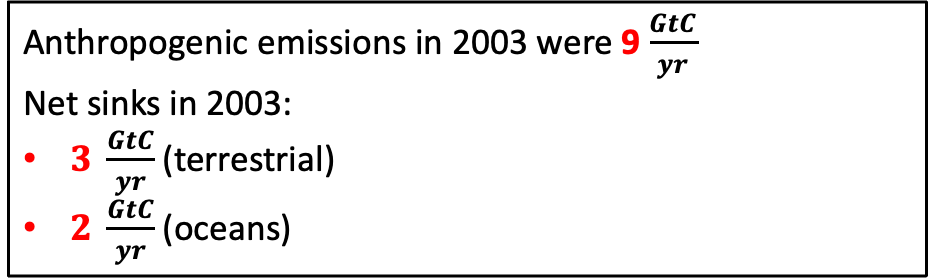 Anthropogenic emissions in 2003 were 9 GtC/yr
Net sinks in 2003:
• 3 GtC/yr (terrestrial)
• 2 GtC/yr (oceans)